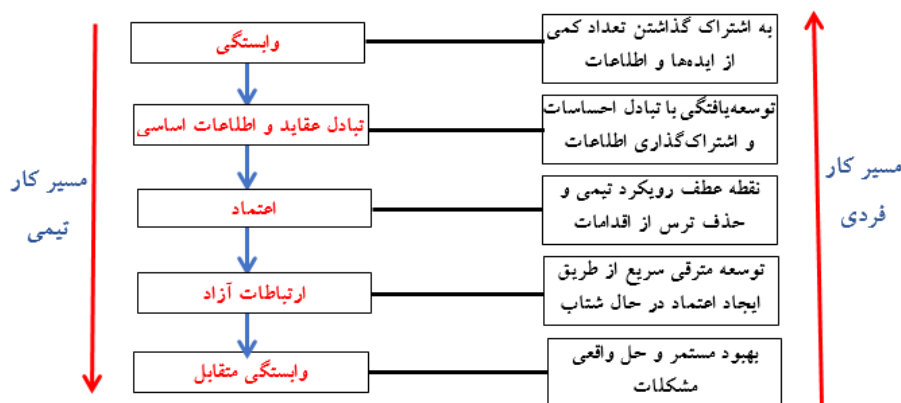 به اشتراک گذاشتن تعداد کمی
از ایده‌ها و اطلاعات
وابستگی
توسعه‌یافتگی با تبادل احساسات
و اشتراک‌گذاری اطلاعات
تبادل عقاید و اطلاعات اساسی
مسیر کار
فردی
نقطه عطف رویکرد تیمی و
حذف ترس از اقدامات
اعتماد
مسیر کار
تیمی
توسعه مترقی سریع از طریق
ایجاد اعتماد در حال شتاب
ارتباطات آزاد
بهبود مستمر و حل واقعی
مشکلات
وابستگی متقابل